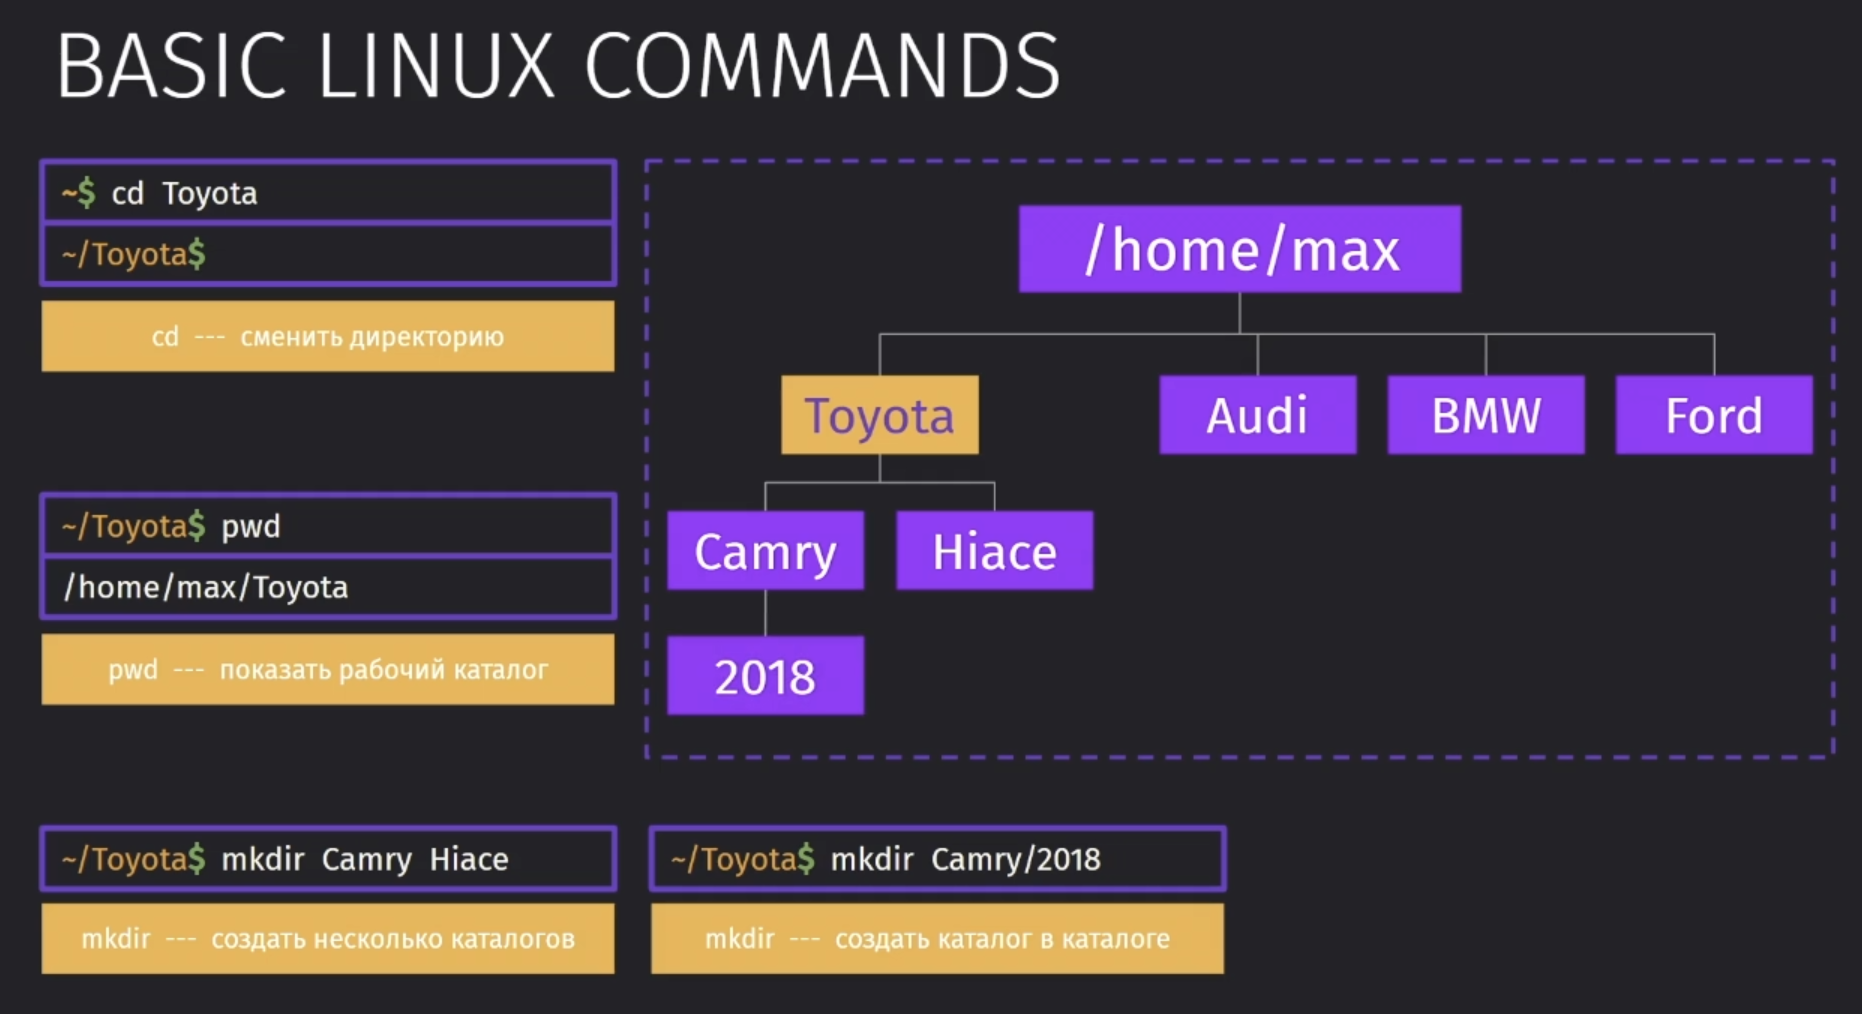 BASIC LINUX COMMANDS
~$ cd Toyota
~/Toyota$
cd --- сменить директорию
~/Toyota$ pwd
/home/max/Toyota
pwd --- показать рабочий каталог
/home/max
Toyota
Audi
BMW
Ford
Camry
Hiace
2018
~/Toyota$ mkdir Camry Hiace
mkdir --- создать несколько каталогов
~/Toyota$ mkdir Camry/2018
mkdir --- создать каталог в каталоге